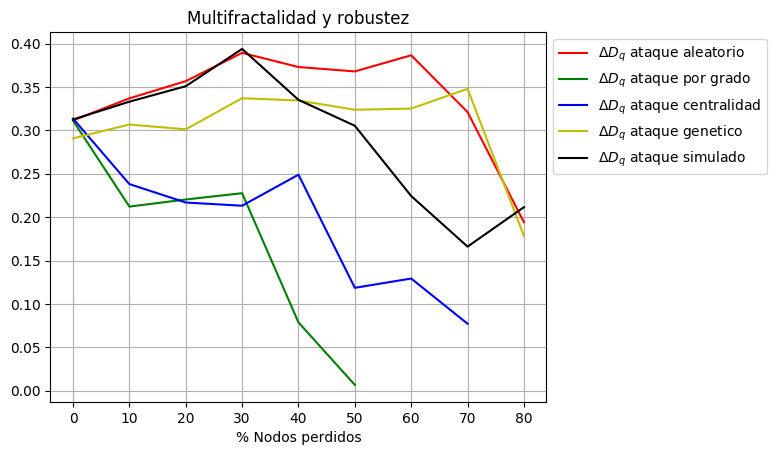 Multifractalidad y robustez
0.40
0.35
0.30
0.25
0.20
0.15
0.10
0.05
0.00
0 10 20 30 40 50 60 70 80
% Nodos perdidos
ΔD_q ataque aleatorio
ΔD_q ataque por grado
ΔD_q ataque centralidad
ΔD_q ataque genetico
ΔD_q ataque simulado